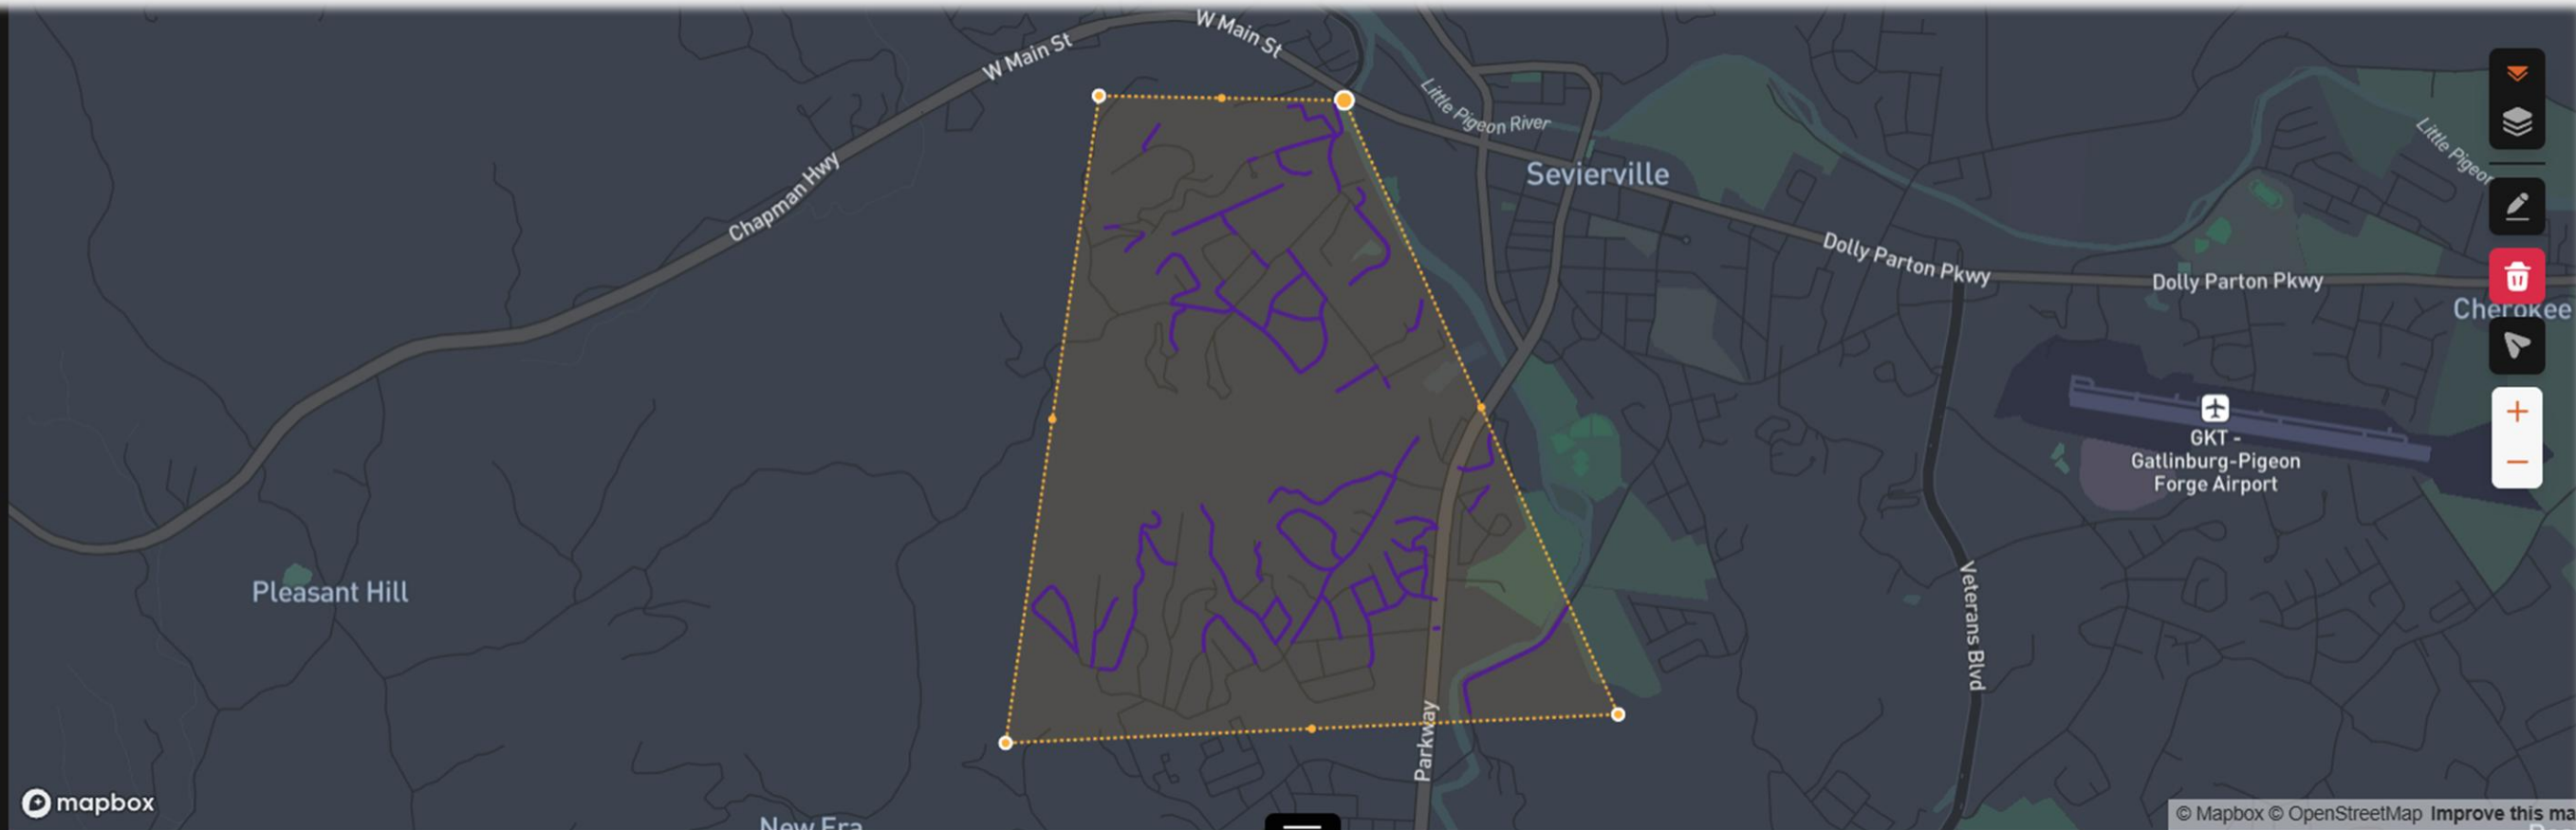 W Main St
W Main St
Chapman Hwy
Little Pigeon River
Sevierville
Dolly Parton Pkwy
Dolly Parton Pkwy
Little Pigeon
Cherokee
GKT -
Gatlinburg-Pigeon
Forge Airport
Pleasant Hill
Veterans Blvd
Parkway
New Era
mapbox
© Mapbox © OpenStreetMap Improve this ma